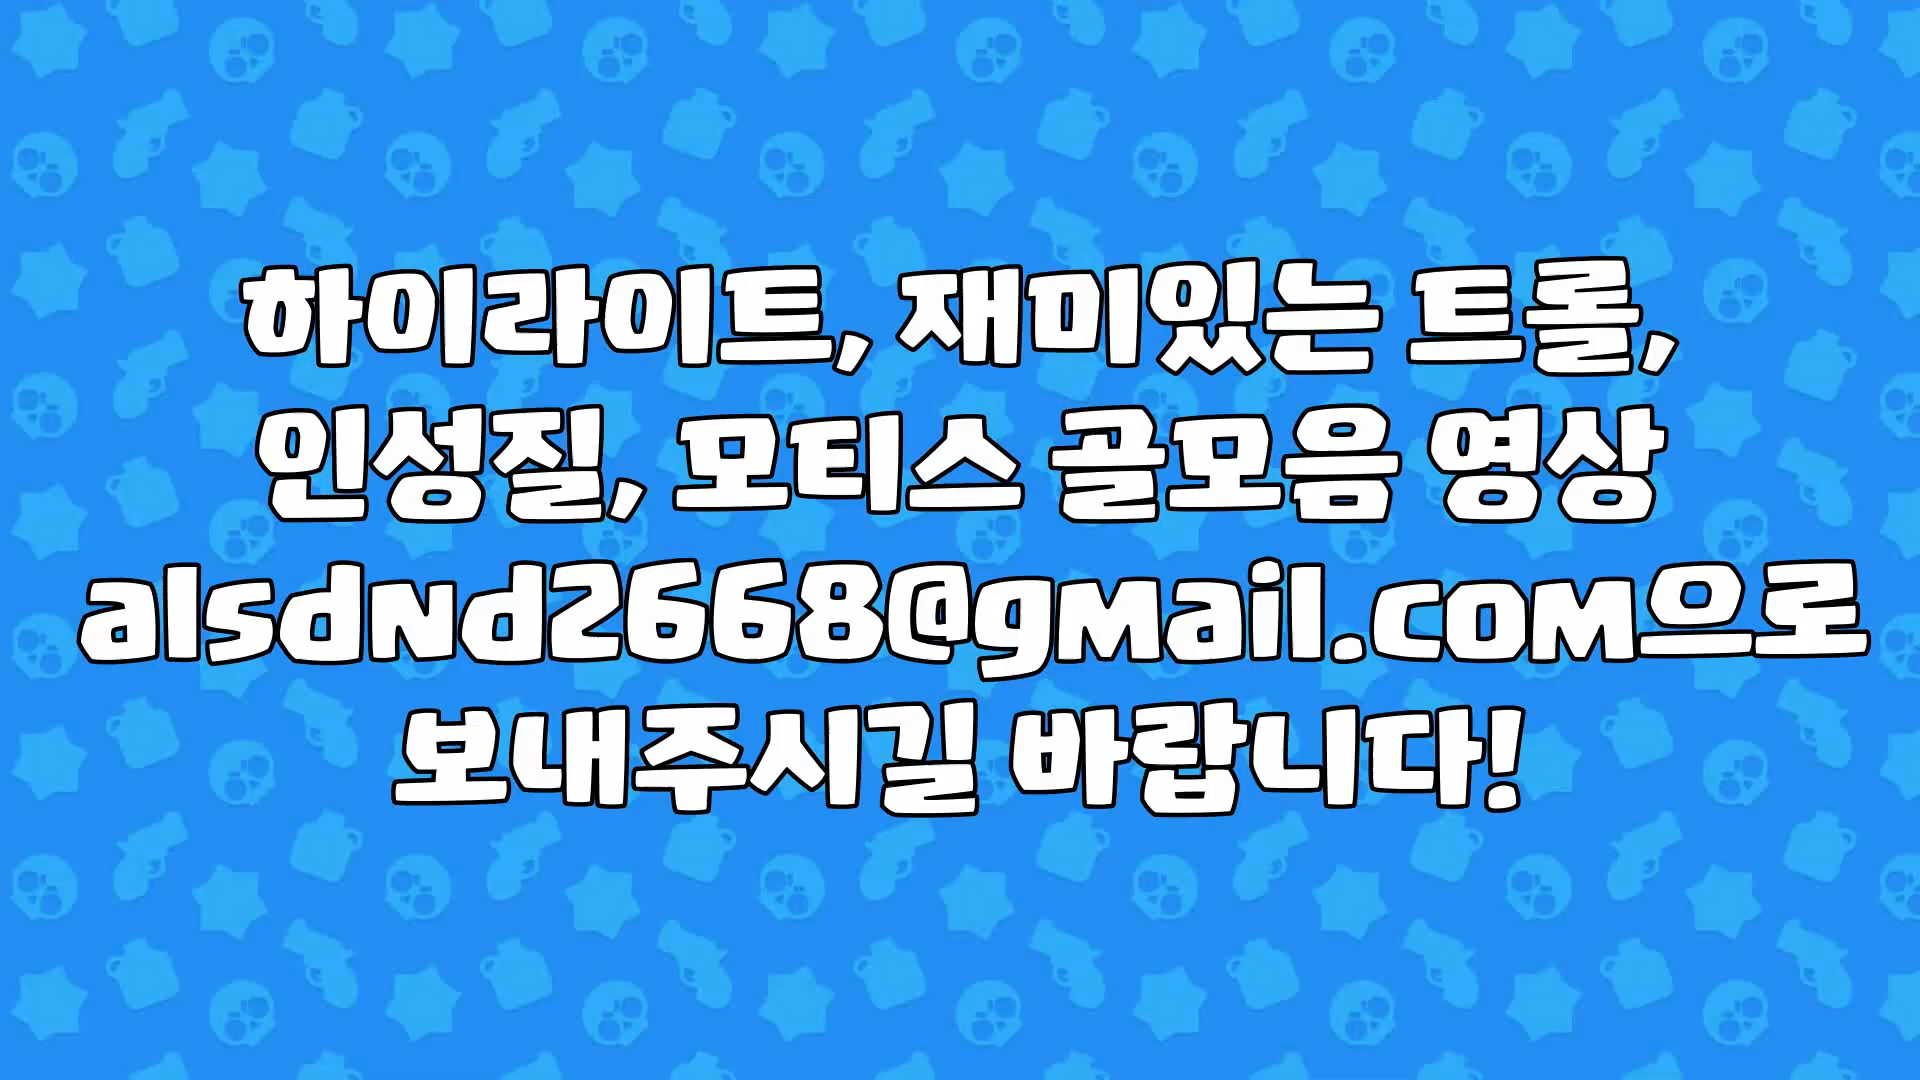 하이라이트, 재미있는 트롤,
인성질, 모티스 골모음 영상
alsdnd2668@gmail.com으로
보내주시길 바랍니다!